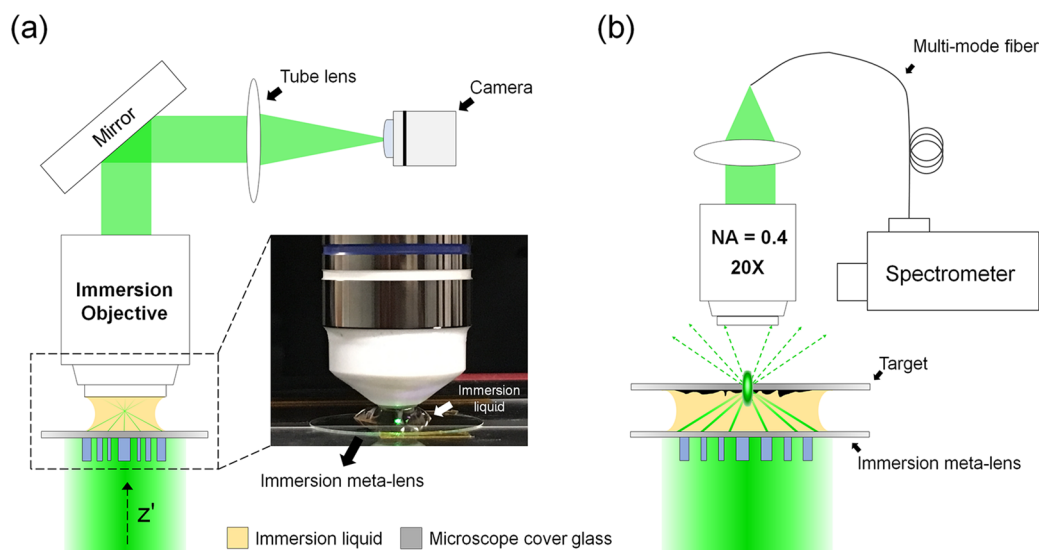 (a)
Mirror
Tube lens
Camera
Immersion
Objective
Immersion
liquid
Immersion meta-lens
z'
Immersion liquid
Microscope cover glass
(b)
Multi-mode fiber
NA = 0.4
20X
Spectrometer
Target
Immersion meta-lens